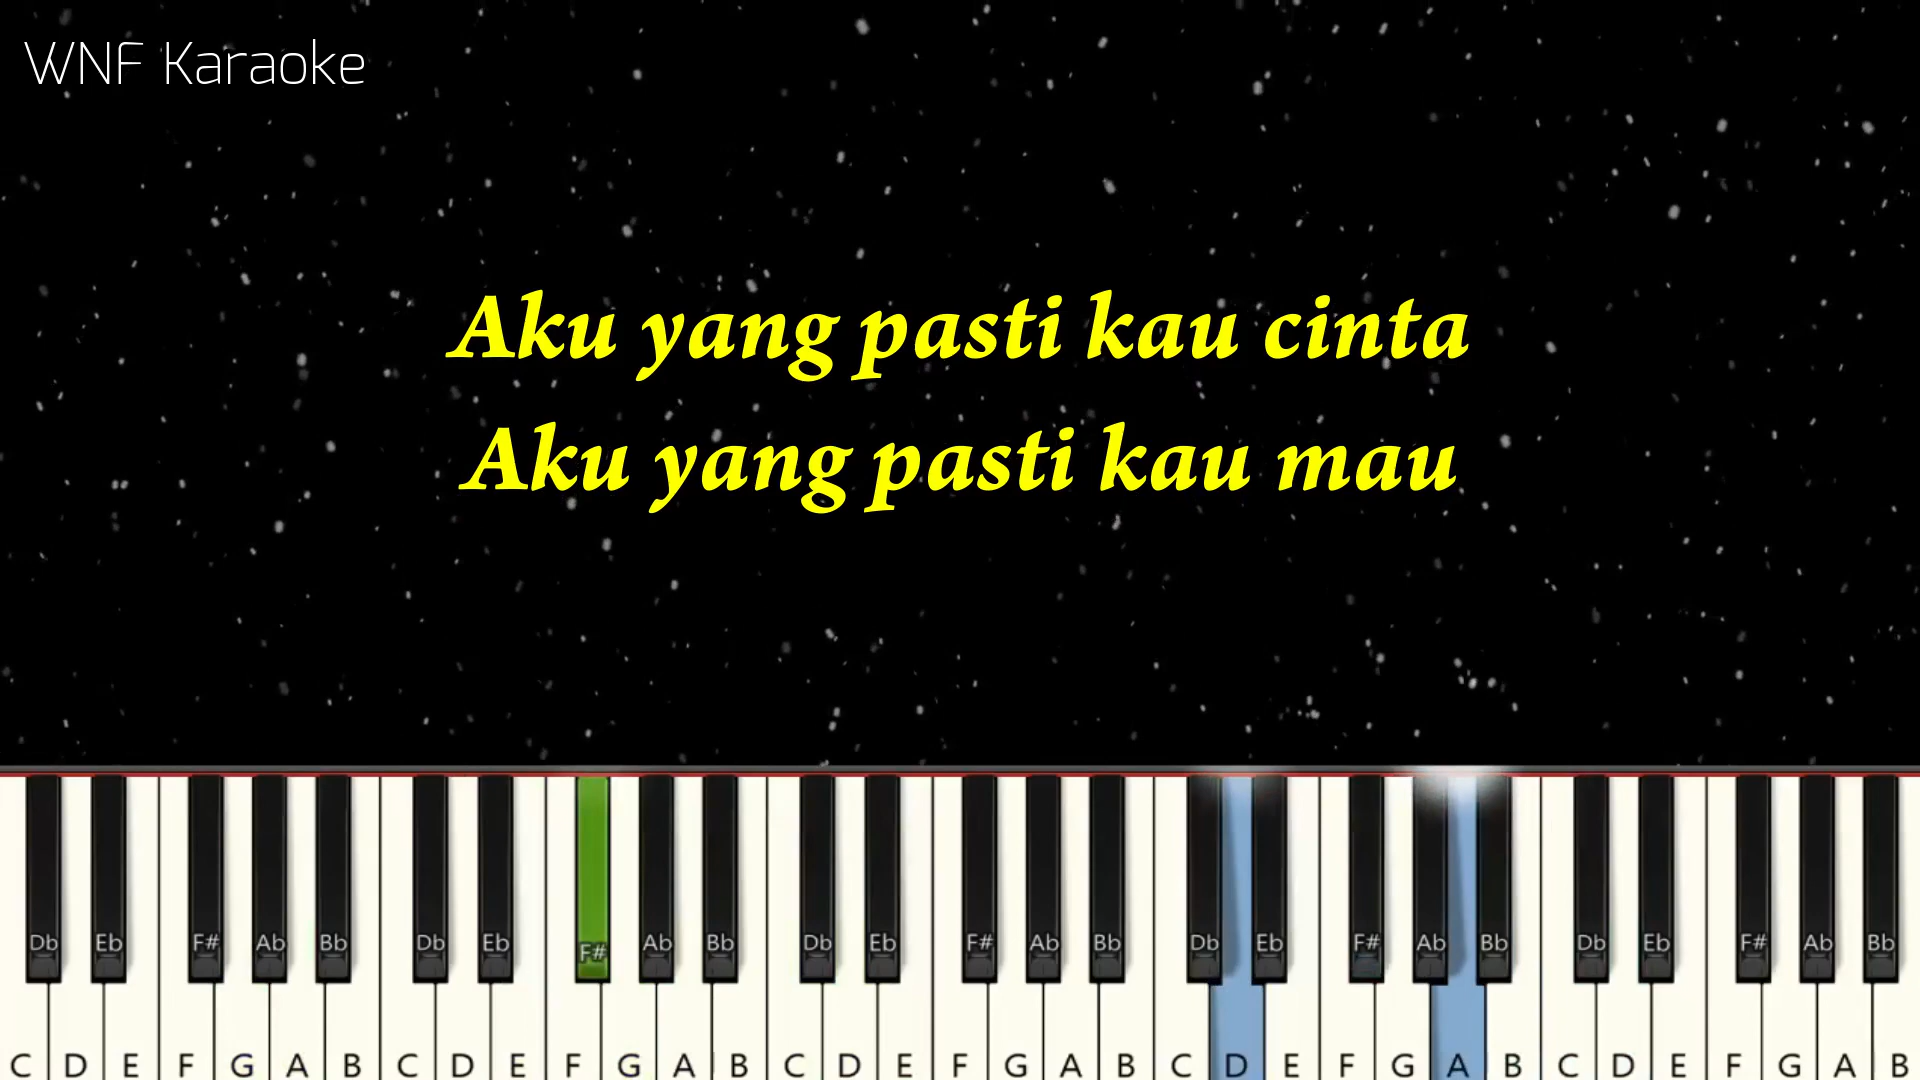 WNF Karaoke
Aku yang pasti kau cinta
Aku yang pasti kau mau
Db Eb F# Ab Bb Db Eb F# Ab Bb Db Eb F# Ab Bb Db Eb F# Ab Bb Db Eb F# Ab Bb
C D E F G A B C D E F G A B C D E F G A B C D E F G A B C D E F G A B